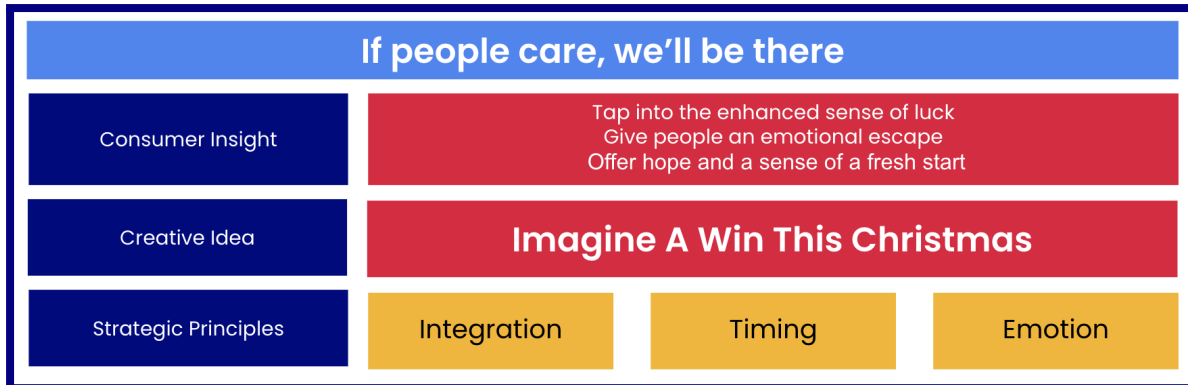 If people care, we’ll be there
Consumer Insight
Tap into the enhanced sense of luck
Give people an emotional escape
Offer hope and a sense of a fresh start
Creative Idea
Imagine A Win This Christmas
Strategic Principles
Integration
Timing
Emotion